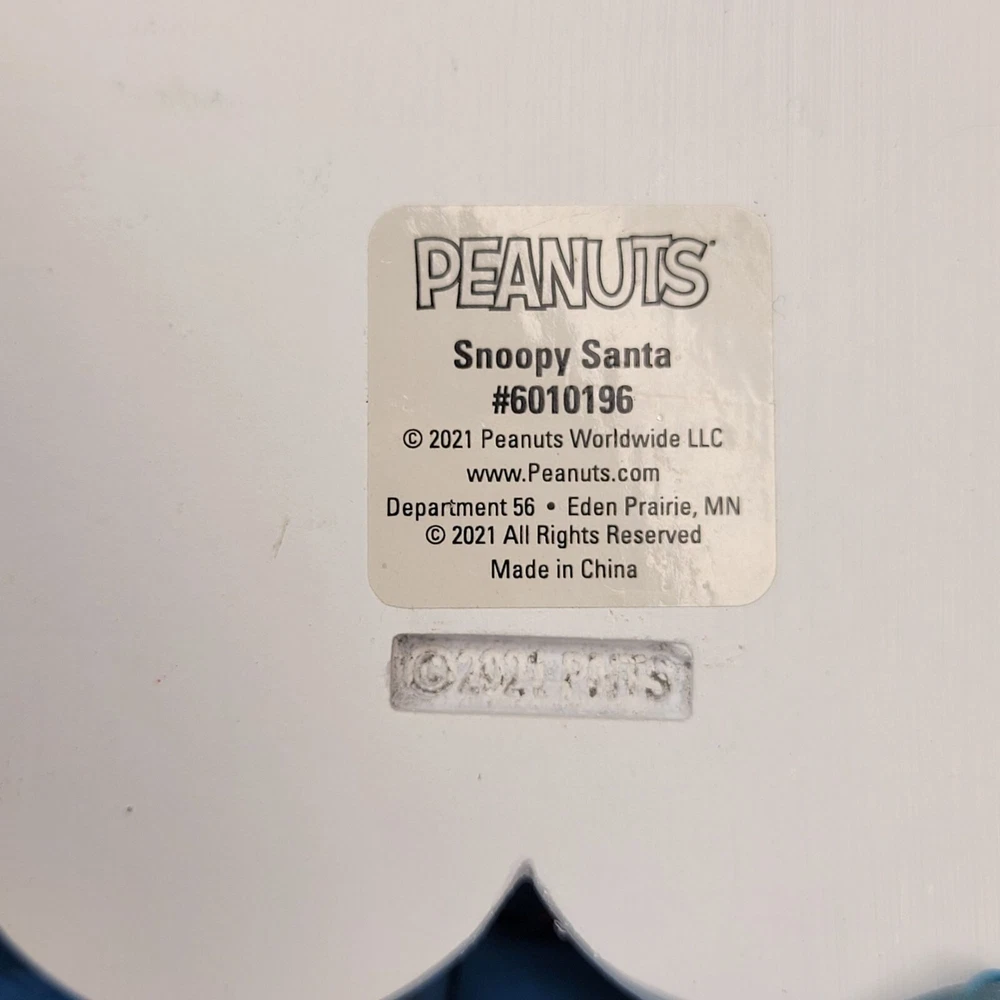 PEANUTS
Snoopy Santa
#6010196
© 2021 Peanuts Worldwide LLC
www.Peanuts.com
Department 56 • Eden Prairie, MN
© 2021 All Rights Reserved
Made in China
©2021